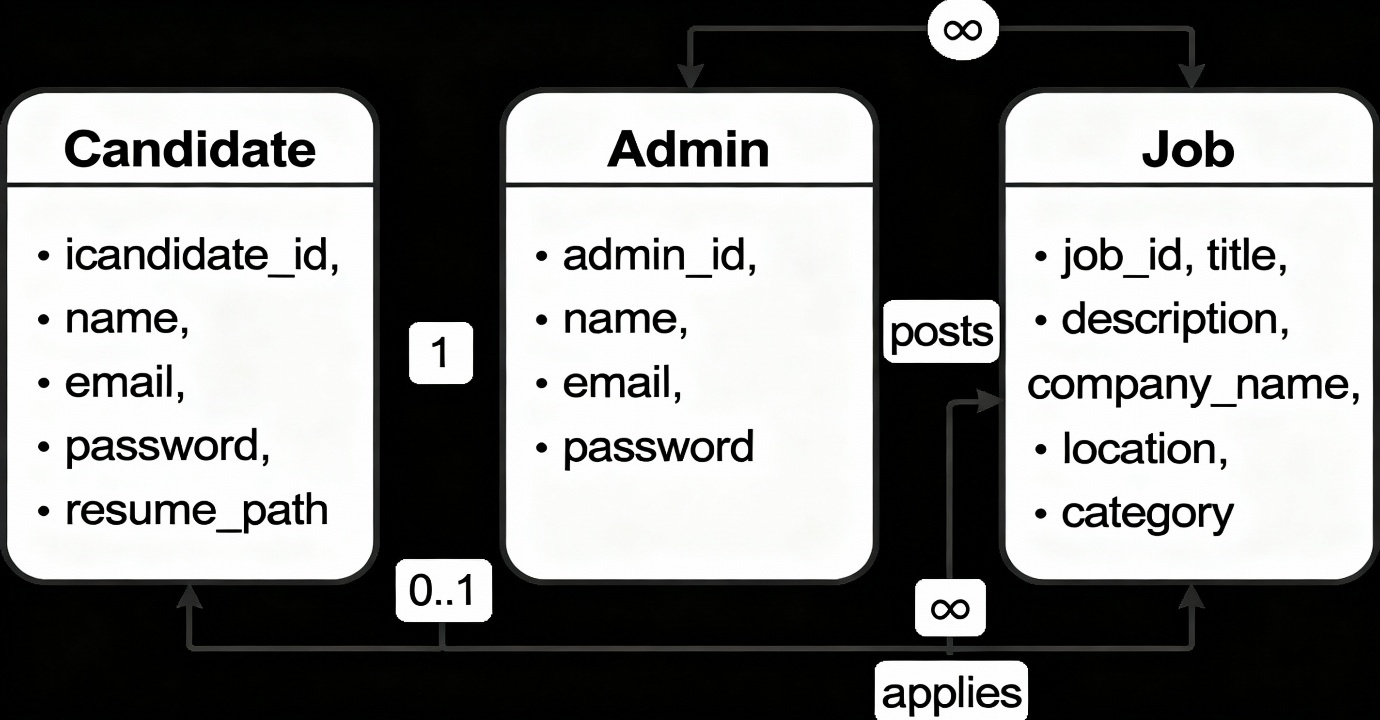 ∞
Candidate
• icandidate_id,
• name,
• email,
• password,
• resume_path
1
0..1
Admin
• admin_id,
• name,
• email,
• password
posts
Job
• job_id, title,
• description,
company_name,
• location,
• category
∞
applies